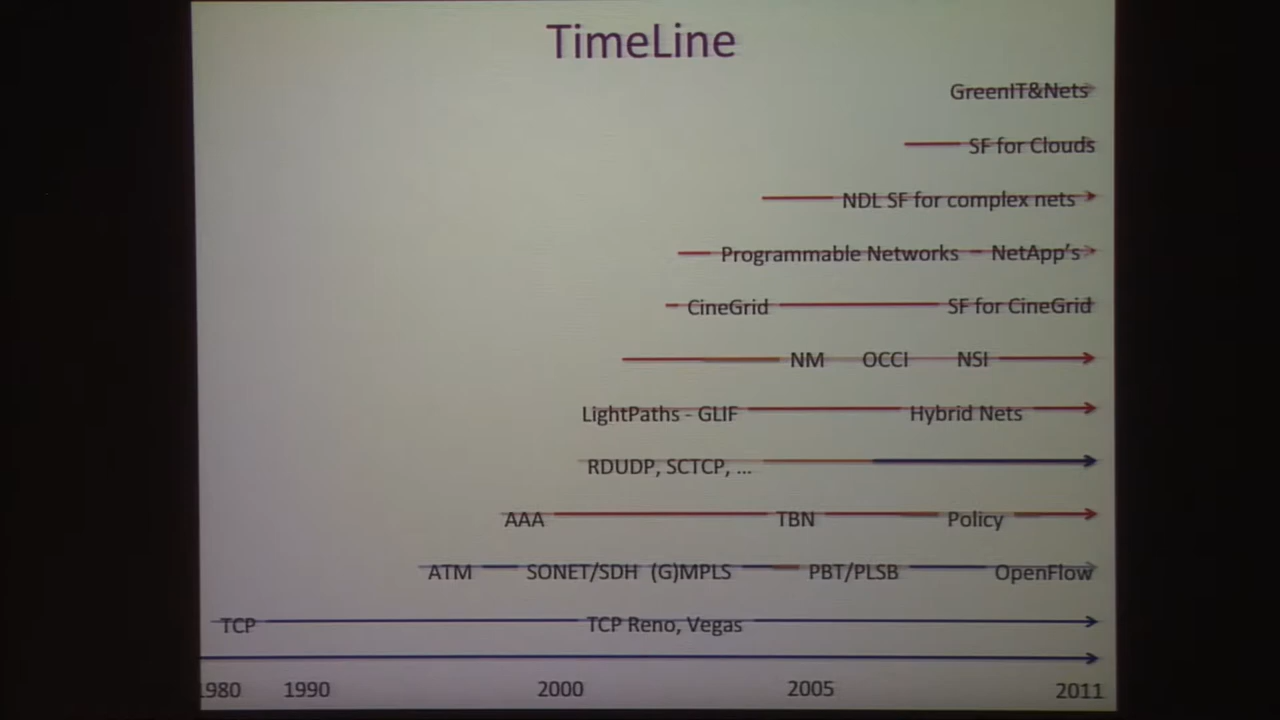 TimeLine
GreenIT&Nets
SF for Clouds
NDL SF for complex nets
Programmable Networks – NetApp's
CineGrid SF for CineGrid
NM OCCI NSI
LightPaths - GLIF Hybrid Nets
RDUDP, SCTCP, ...
AAA TBN Policy
ATM SONET/SDH (G)MPLS PBT/PLSB OpenFlow
TCP TCP Reno, Vegas
1980 1990 2000 2005 2011